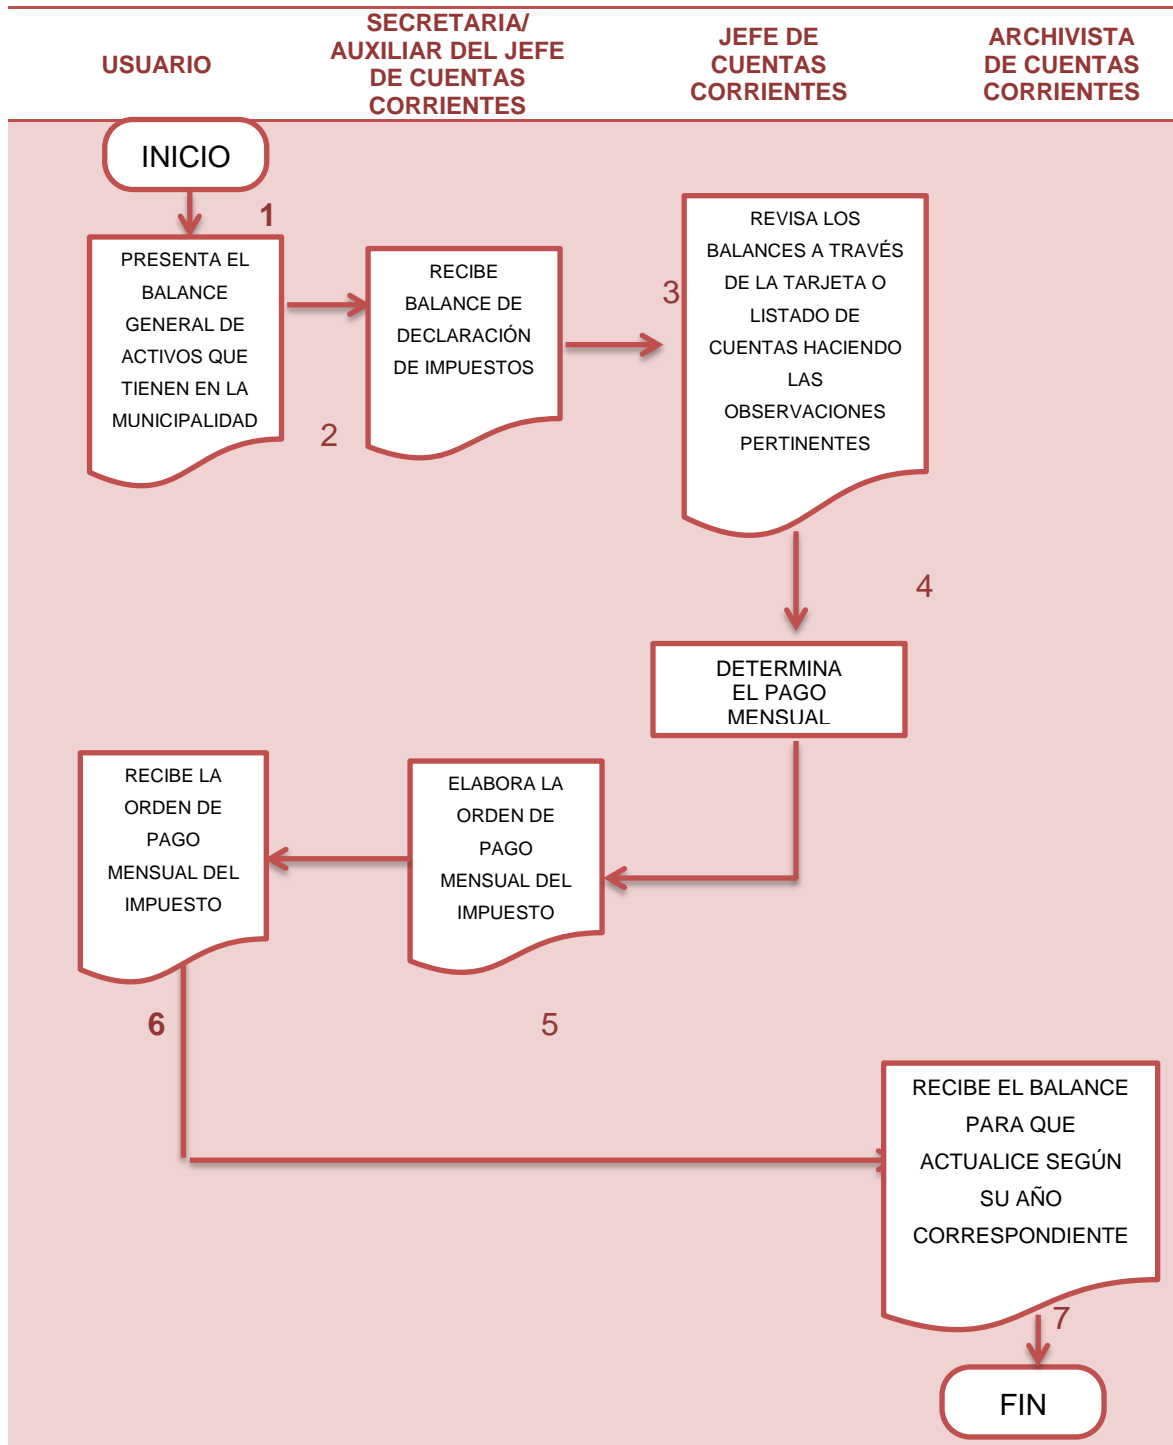 USUARIO
SECRETARIA/
AUXILIAR DEL JEFE
DE CUENTAS
CORRIENTES
JEFE DE
CUENTAS
CORRIENTES
ARCHIVISTA
DE CUENTAS
CORRIENTES
INICIO
1
PRESENTA EL
BALANCE
GENERAL DE
ACTIVOS QUE
TIENEN EN LA
MUNICIPALIDAD
2
RECIBE
BALANCE DE
DECLARACIÓN
DE IMPUESTOS
3
REVISA LOS
BALANCES A TRAVÉS
DE LA TARJETA O
LISTADO DE
CUENTAS HACIENDO
LAS
OBSERVACIONES
PERTINENTES
4
DETERMINA
EL PAGO
MENSUAL
ELABORA LA
ORDEN DE
PAGO
MENSUAL DEL
IMPUESTO
5
RECIBE LA
ORDEN DE
PAGO
MENSUAL DEL
IMPUESTO
6
RECIBE EL BALANCE
PARA QUE
ACTUALICE SEGÚN
SU AÑO
CORRESPONDIENTE
7
FIN